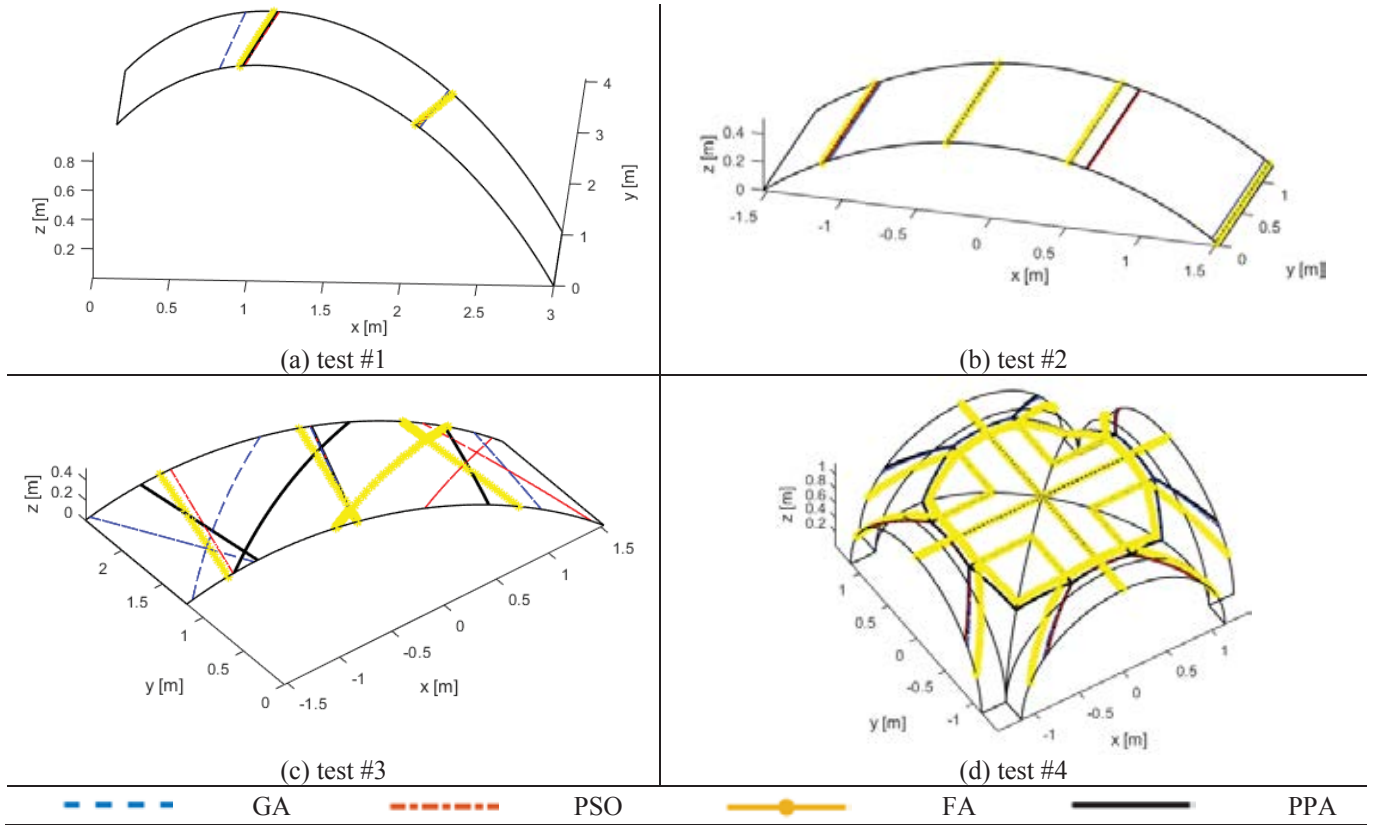 4
3
2
1
0
y [m]
0.8
0.6
0.4
0.2
z [m]
0 0.5 1 1.5 2 2.5 3
x [m]
(a) test #1
0.4
0.2
0
z [m]
-1.5 -1 -0.5 0 0.5 1 1.5
x [m]
1
0.5
0
y [m]
(b) test #2
0.4
0.2
0
z [m]
2
1.5
1
0.5
0
y [m]
-1.5 -1 -0.5 0 0.5 1 1.5
x [m]
(c) test #3
1
0.8
0.6
0.4
0.2
z [m]
1
0.5
0
-0.5
-1
y [m]
-1 -0.5 0 0.5 1
x [m]
(d) test #4
GA PSO FA PPA